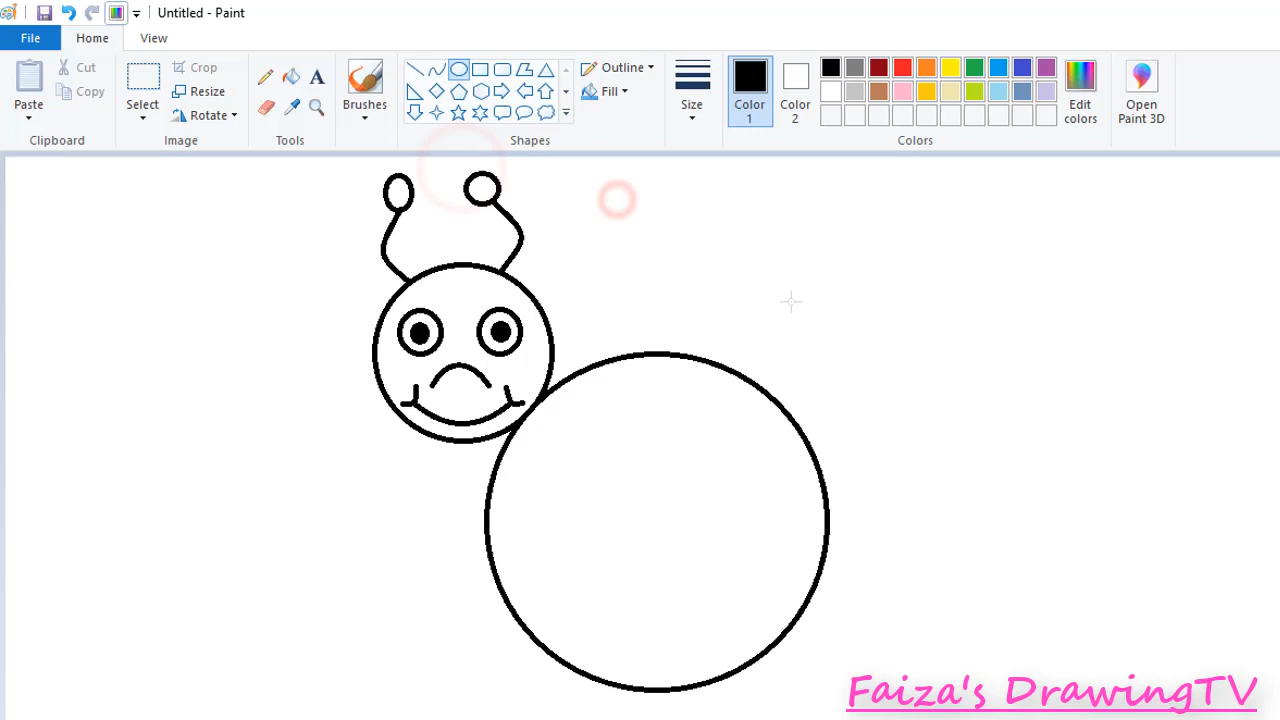 Untitled - Paint
File Home View
Paste
Cut
Copy
Clipboard
Select
Crop
Resize
Rotate
Image
A
Tools
Brushes
Outline
Fill
Shapes
Size
Color 1
Color 2
Edit colors
Colors
Open Paint 3D
Faiza's DrawingTV